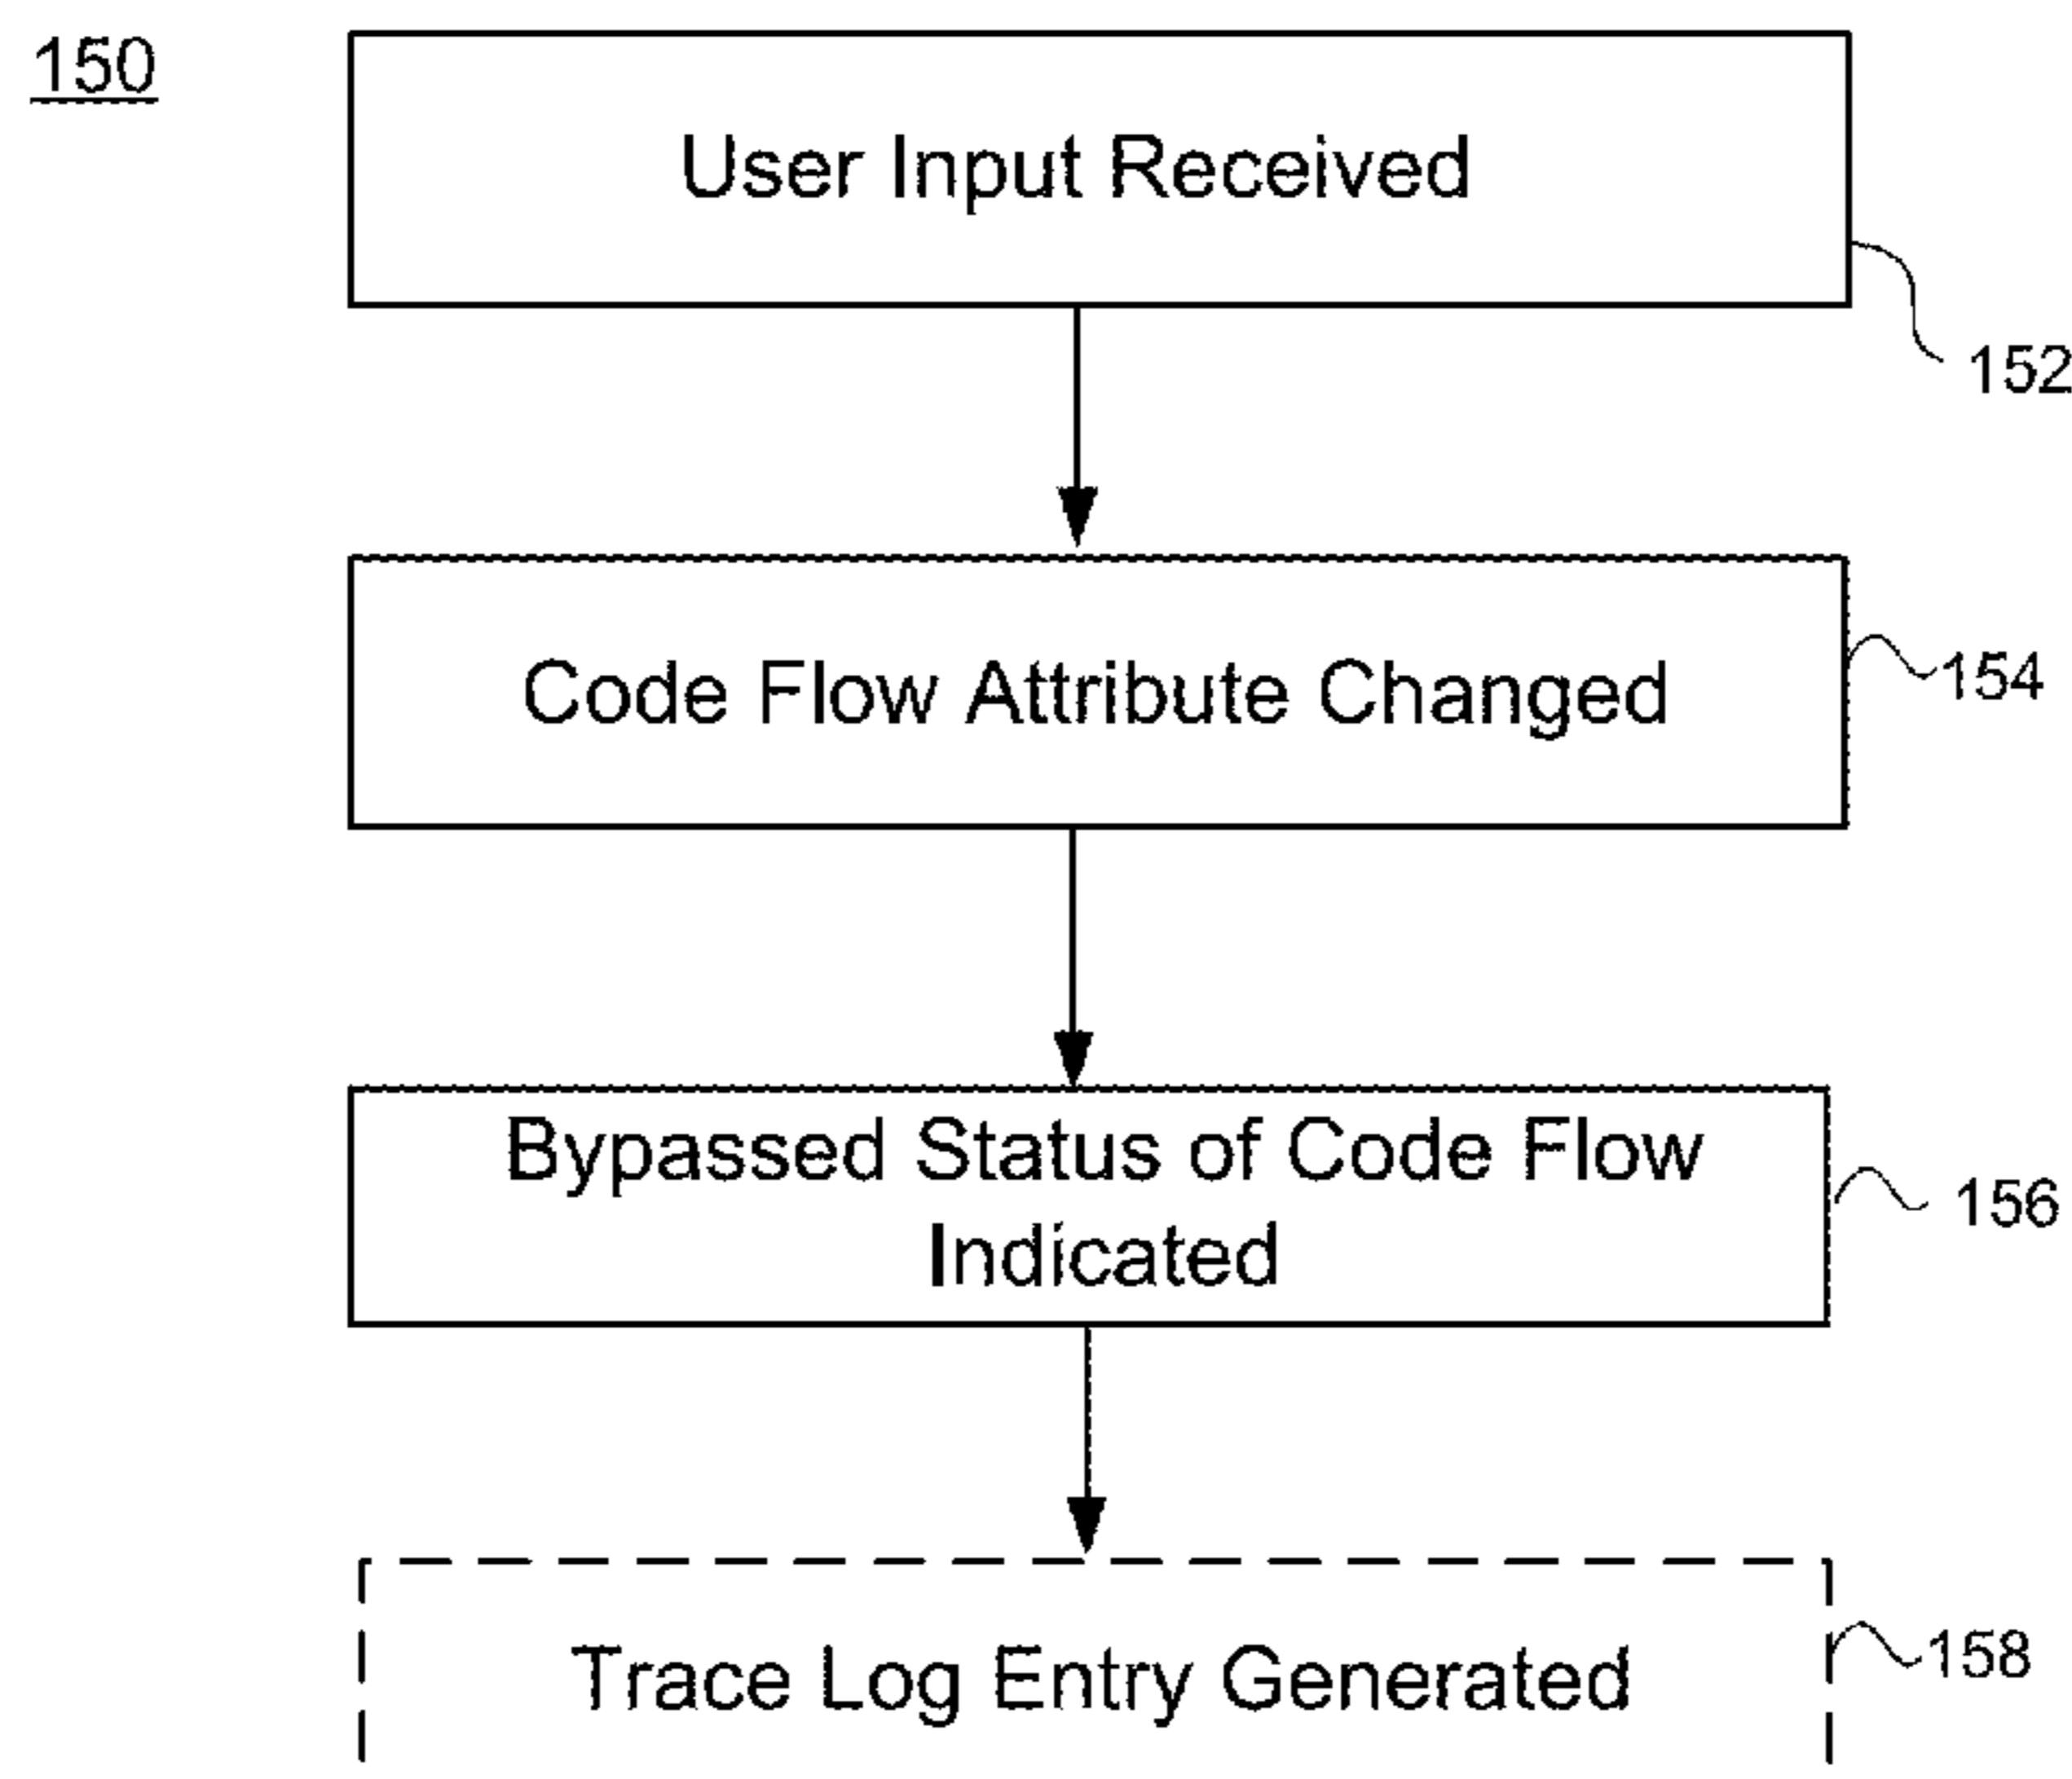 150
User Input Received
152
Code Flow Attribute Changed
154
Bypassed Status of Code Flow
Indicated
156
Trace Log Entry Generated
158